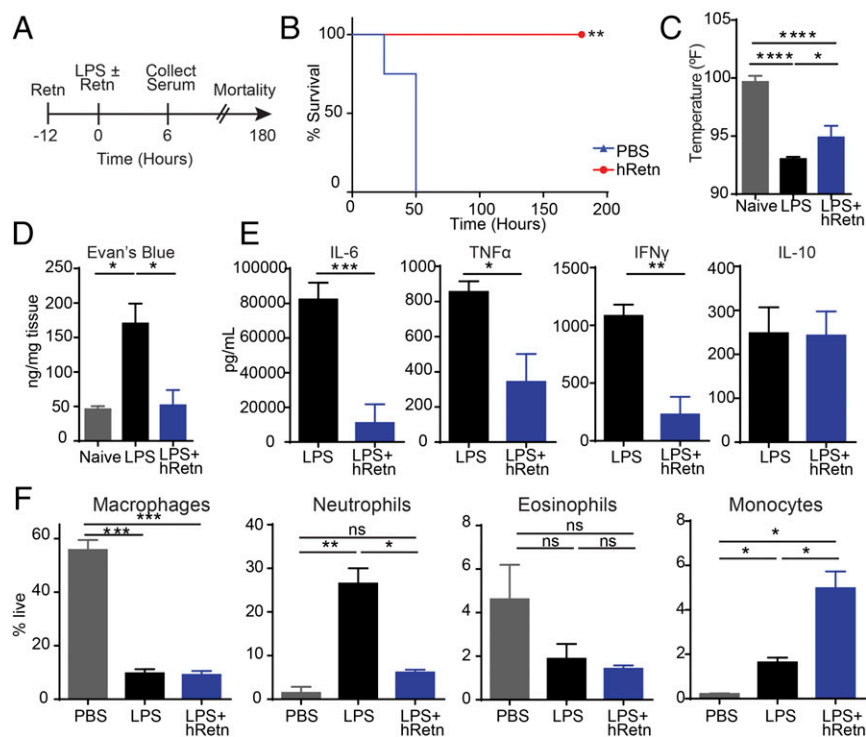 A
LPS ±
Retn
Collect
Serum
Retn
Mortality
-12
0
6
180
Time (Hours)
B
% Survival
100
50
0
0
50
100
150
200
Time (Hours)
**
PBS
hRetn
C
Temperature (ºF)
100
95
90
****
**** *
Naive
LPS
LPS+
hRetn
D
Evan's Blue
ng/mg tissue
250
200
150
100
50
0
* *
Naive
LPS
LPS+
hRetn
E
pg/mL
IL-6
100000
80000
60000
40000
20000
0
***
LPS
LPS+
hRetn
TNFα
1000
800
600
400
200
0
*
LPS
LPS+
hRetn
IFNγ
1500
1000
500
0
**
LPS
LPS+
hRetn
IL-10
400
300
200
100
0
LPS
LPS+
hRetn
F
% live
Macrophages
60
40
20
0
***
***
PBS
LPS
LPS+
hRetn
Neutrophils
40
30
20
10
0
ns
** *
PBS
LPS
LPS+
hRetn
Eosinophils
8
6
4
2
0
ns
ns ns
PBS
LPS
LPS+
hRetn
Monocytes
8
6
4
2
0
*
* *
PBS
LPS
LPS+
hRetn